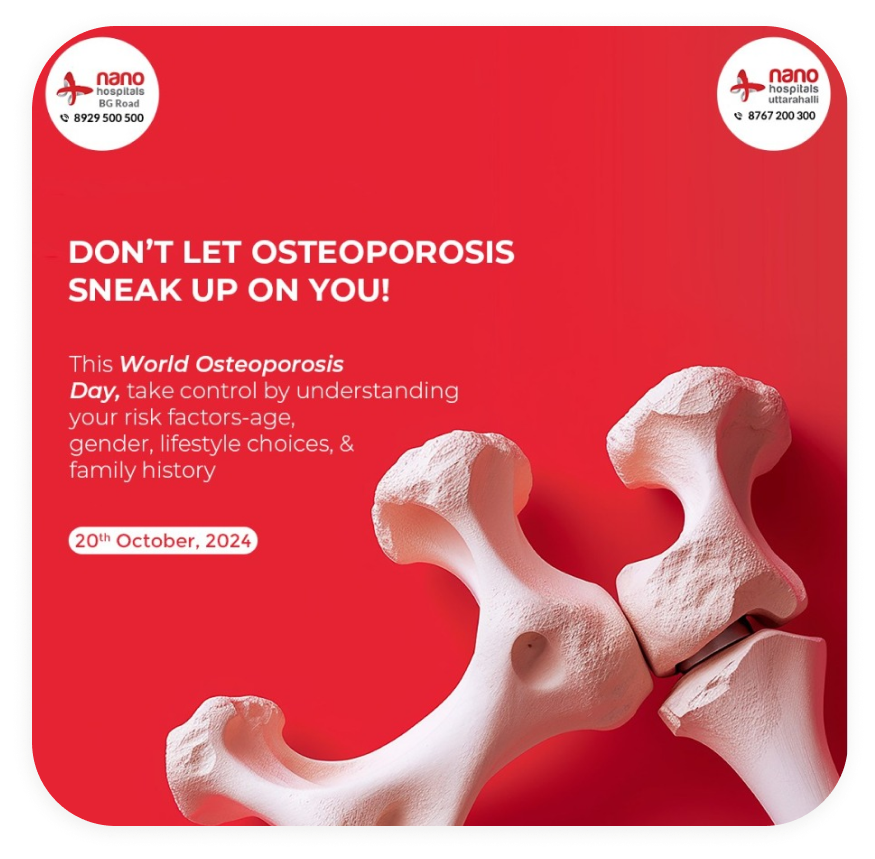 nano
hospitals
BG Road
8929 500 500
nano
hospitals
uttarahalli
8767 200 300
DON’T LET OSTEOPOROSIS
SNEAK UP ON YOU!
This World Osteoporosis
Day, take control by understanding
your risk factors-age,
gender, lifestyle choices, &
family history
20th October, 2024